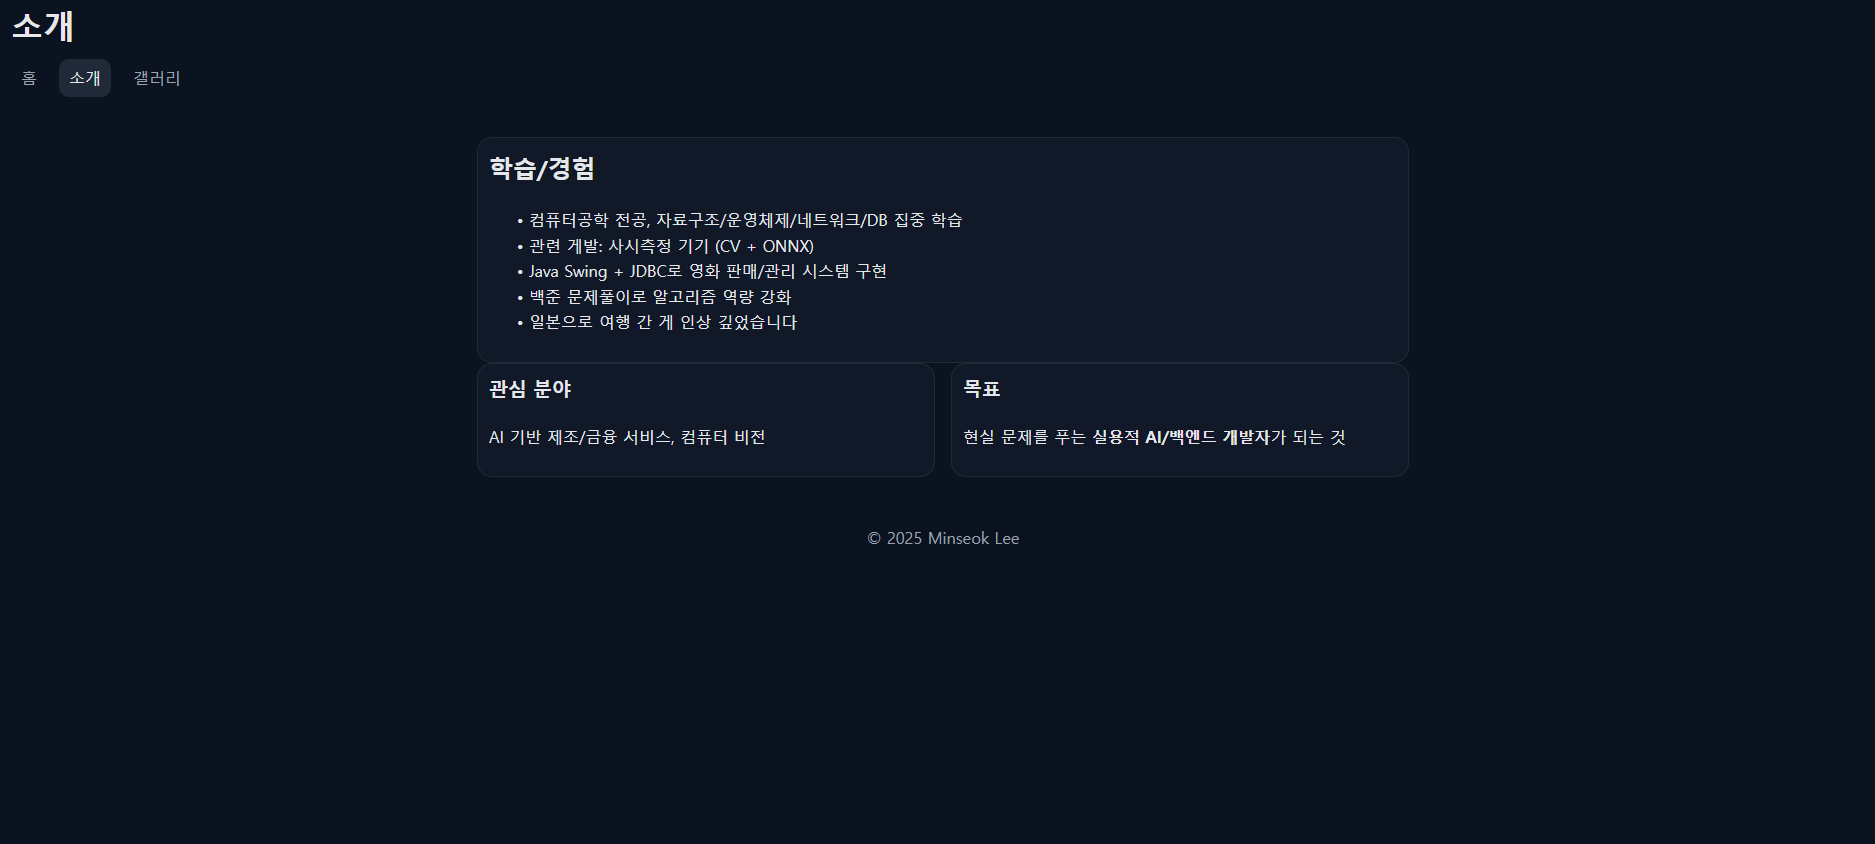 소개
홈 소개 갤러리
학습/경험
• 컴퓨터공학 전공, 자료구조/운영체제/네트워크/DB 집중 학습
• 관련 게발: 사시측정 기기 (CV + ONNX)
• Java Swing + JDBC로 영화 판매/관리 시스템 구현
• 백준 문제풀이로 알고리즘 역량 강화
• 일본으로 여행 간 게 인상 깊었습니다
관심 분야
AI 기반 제조/금융 서비스, 컴퓨터 비전
목표
현실 문제를 푸는 실용적 AI/백엔드 개발자가 되는 것
© 2025 Minseok Lee